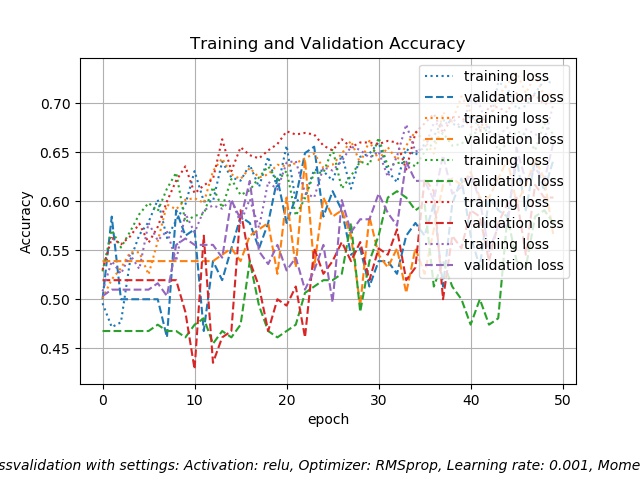 Training and Validation Accuracy
training loss
validation loss
training loss
validation loss
training loss
validation loss
training loss
validation loss
training loss
validation loss
Accuracy
0.70
0.65
0.60
0.55
0.50
0.45
0 10 20 30 40 50
epoch
ssvalidation with settings: Activation: relu, Optimizer: RMSprop, Learning rate: 0.001, Mome